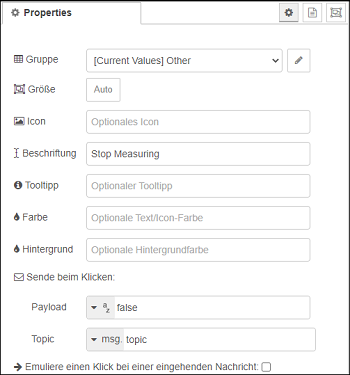 Properties
Gruppe [Current Values] Other
Größe Auto
Icon Optionales Icon
Beschriftung Stop Measuring
Tooltipp Optionaler Tooltipp
Farbe Optionale Text/Icon-Farbe
Hintergrund Optionale Hintergrundfarbe
Sende beim Klicken:
Payload a z false
Topic msg. topic
Emuliere einen Klick bei einer eingehenden Nachricht: